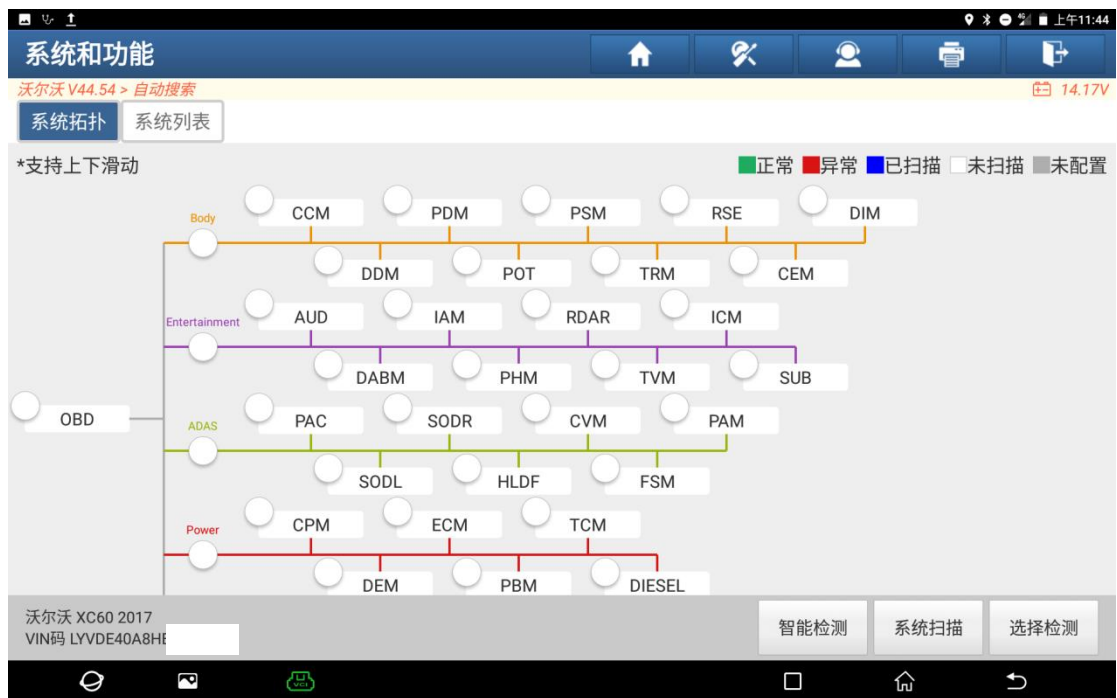 上午11:44
系统和功能
沃尔沃 V44.54 > 自动搜索
14.17V
系统拓扑 系统列表
*支持上下滑动
正常 异常 已扫描 未扫描 未配置
CCM PDM PSM RSE DIM
Body
DDM POT TRM CEM
AUD IAM RDAR ICM
Entertainment
DABM PHM TVM SUB
OBD
PAC SODR CVM PAM
ADAS
SODL HLDF FSM
CPM ECM TCM
Power
DEM PBM DIESEL
沃尔沃 XC60 2017
VIN码 LYVDE40A8HE
智能检测 系统扫描 选择检测
VCI